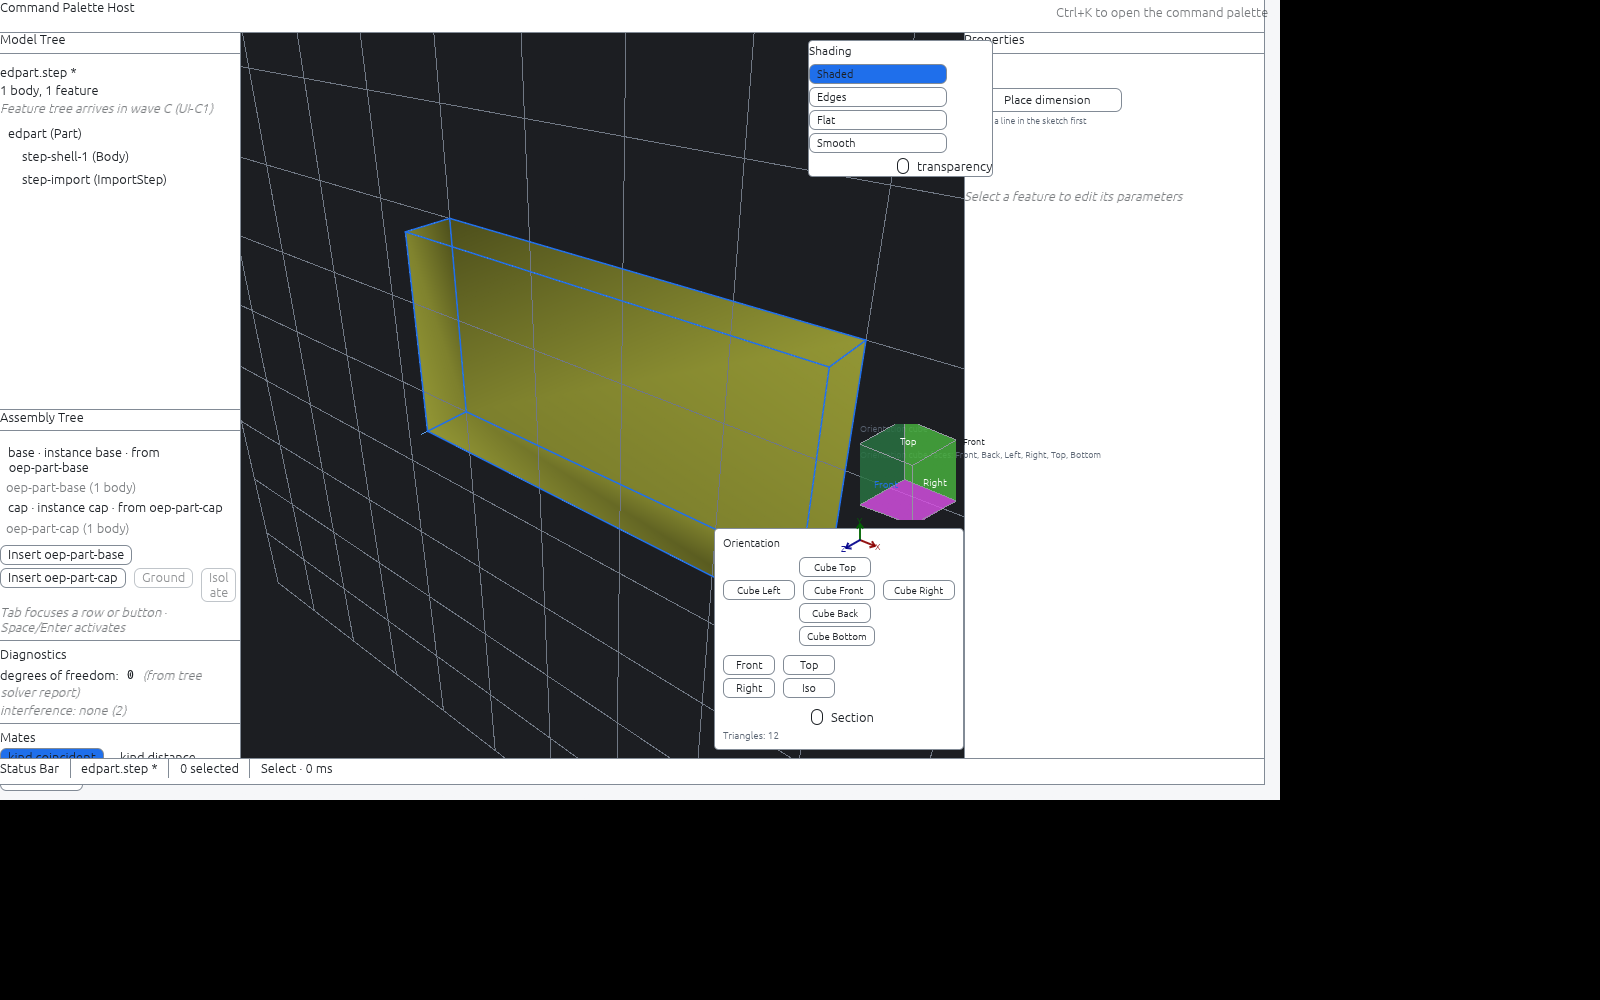 Command Palette Host
Ctrl+K to open the command palette
Model Tree
edpart.step *
1 body, 1 feature
Feature tree arrives in wave C (UI-C1)
edpart (Part)
step-shell-1 (Body)
step-import (ImportStep)
Assembly Tree
base · instance base · from
oep-part-base
oep-part-base (1 body)
cap · instance cap · from oep-part-cap
oep-part-cap (1 body)
Insert oep-part-base
Insert oep-part-cap
Ground
Isol
ate
Tab focuses a row or button ·
Space/Enter activates
Diagnostics
degrees of freedom: 0 (from tree
solver report)
interference: none (2)
Mates
kind coincident
kind distance
Shading
Shaded
Edges
Flat
Smooth
transparency
Properties
Place dimension
a line in the sketch first
Select a feature to edit its parameters
Top
Front
Front, Back, Left, Right, Top, Bottom
Front
Right
Y
Z
X
Orientation
Cube Top
Cube Left
Cube Front
Cube Right
Cube Back
Cube Bottom
Front
Top
Right
Iso
Section
Triangles: 12
Status Bar
edpart.step *
0 selected
Select · 0 ms